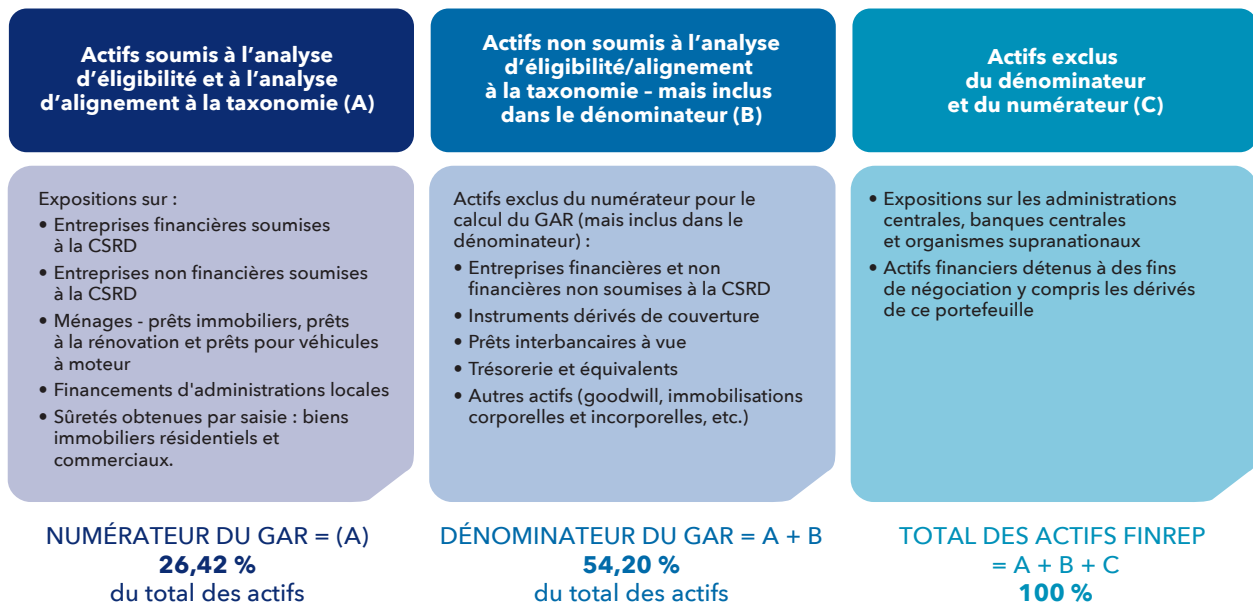 Actifs soumis à l’analyse
d’éligibilité et à l’analyse
d’alignement à la taxonomie (A)
Expositions sur :
• Entreprises financières soumises
à la CSRD
• Entreprises non financières soumises
à la CSRD
• Ménages - prêts immobiliers, prêts
à la rénovation et prêts pour véhicules
à moteur
• Financements d'administrations locales
• Sûretés obtenues par saisie : biens
immobiliers résidentiels et
commerciaux.
NUMÉRATEUR DU GAR = (A)
26,42 %
du total des actifs
Actifs non soumis à l’analyse
d’éligibilité/alignement
à la taxonomie – mais inclus
dans le dénominateur (B)
Actifs exclus du numérateur pour le
calcul du GAR (mais inclus dans le
dénominateur) :
• Entreprises financières et non
financières non soumises à la CSRD
• Instruments dérivés de couverture
• Prêts interbancaires à vue
• Trésorerie et équivalents
• Autres actifs (goodwill, immobilisations
corporelles et incorporelles, etc.)
DÉNOMINATEUR DU GAR = A + B
54,20 %
du total des actifs
Actifs exclus
du dénominateur
et du numérateur (C)
• Expositions sur les administrations
centrales, banques centrales
et organismes supranationaux
• Actifs financiers détenus à des fins
de négociation y compris les dérivés
de ce portefeuille
TOTAL DES ACTIFS FINREP
= A + B + C
100 %